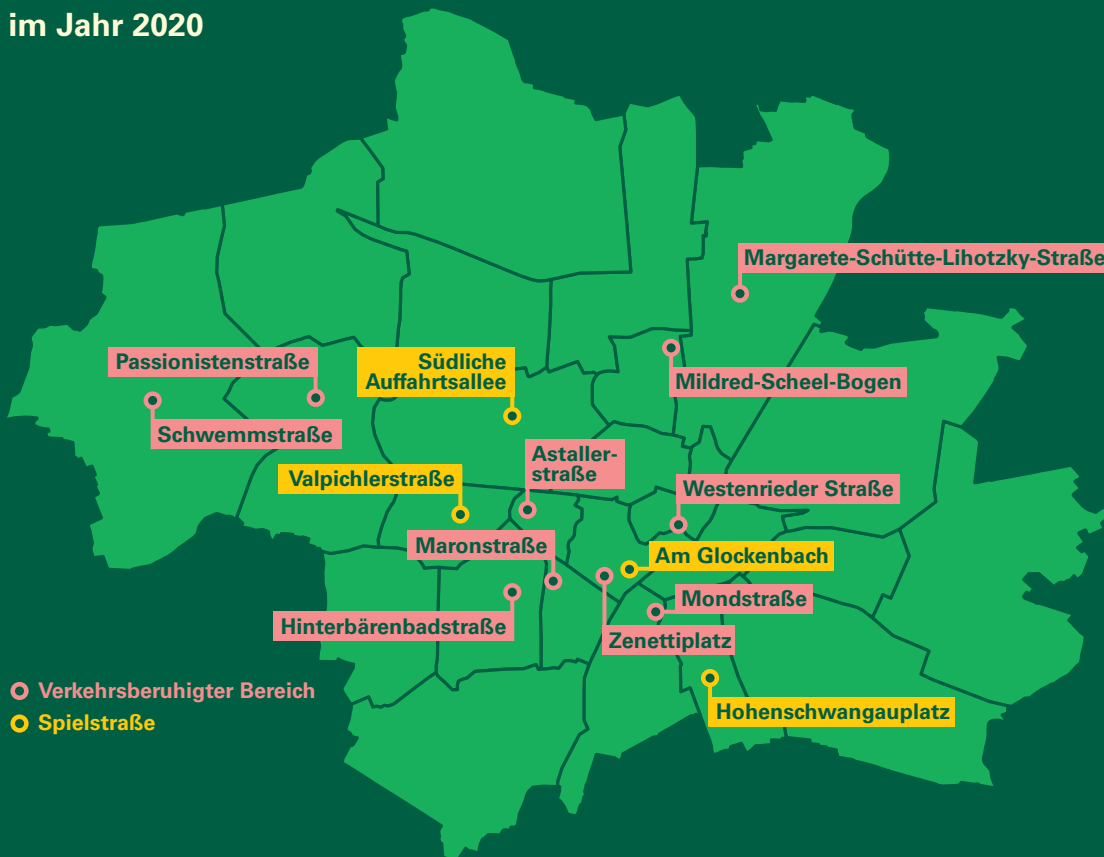 im Jahr 2020
Margarete-Schütte-Lihotzky-Straße
Passionistenstraße
Südliche
Auffahrtsallee
Mildred-Scheel-Bogen
Schwemmstraße
Astaller-
straße
Valpichlerstraße
Westenrieder Straße
Maronstraße
Am Glockenbach
Mondstraße
Hinterbärenbadstraße
Zenettiplatz
Verkehrsberuhigter Bereich
Hohenschwangauplatz
Spielstraße